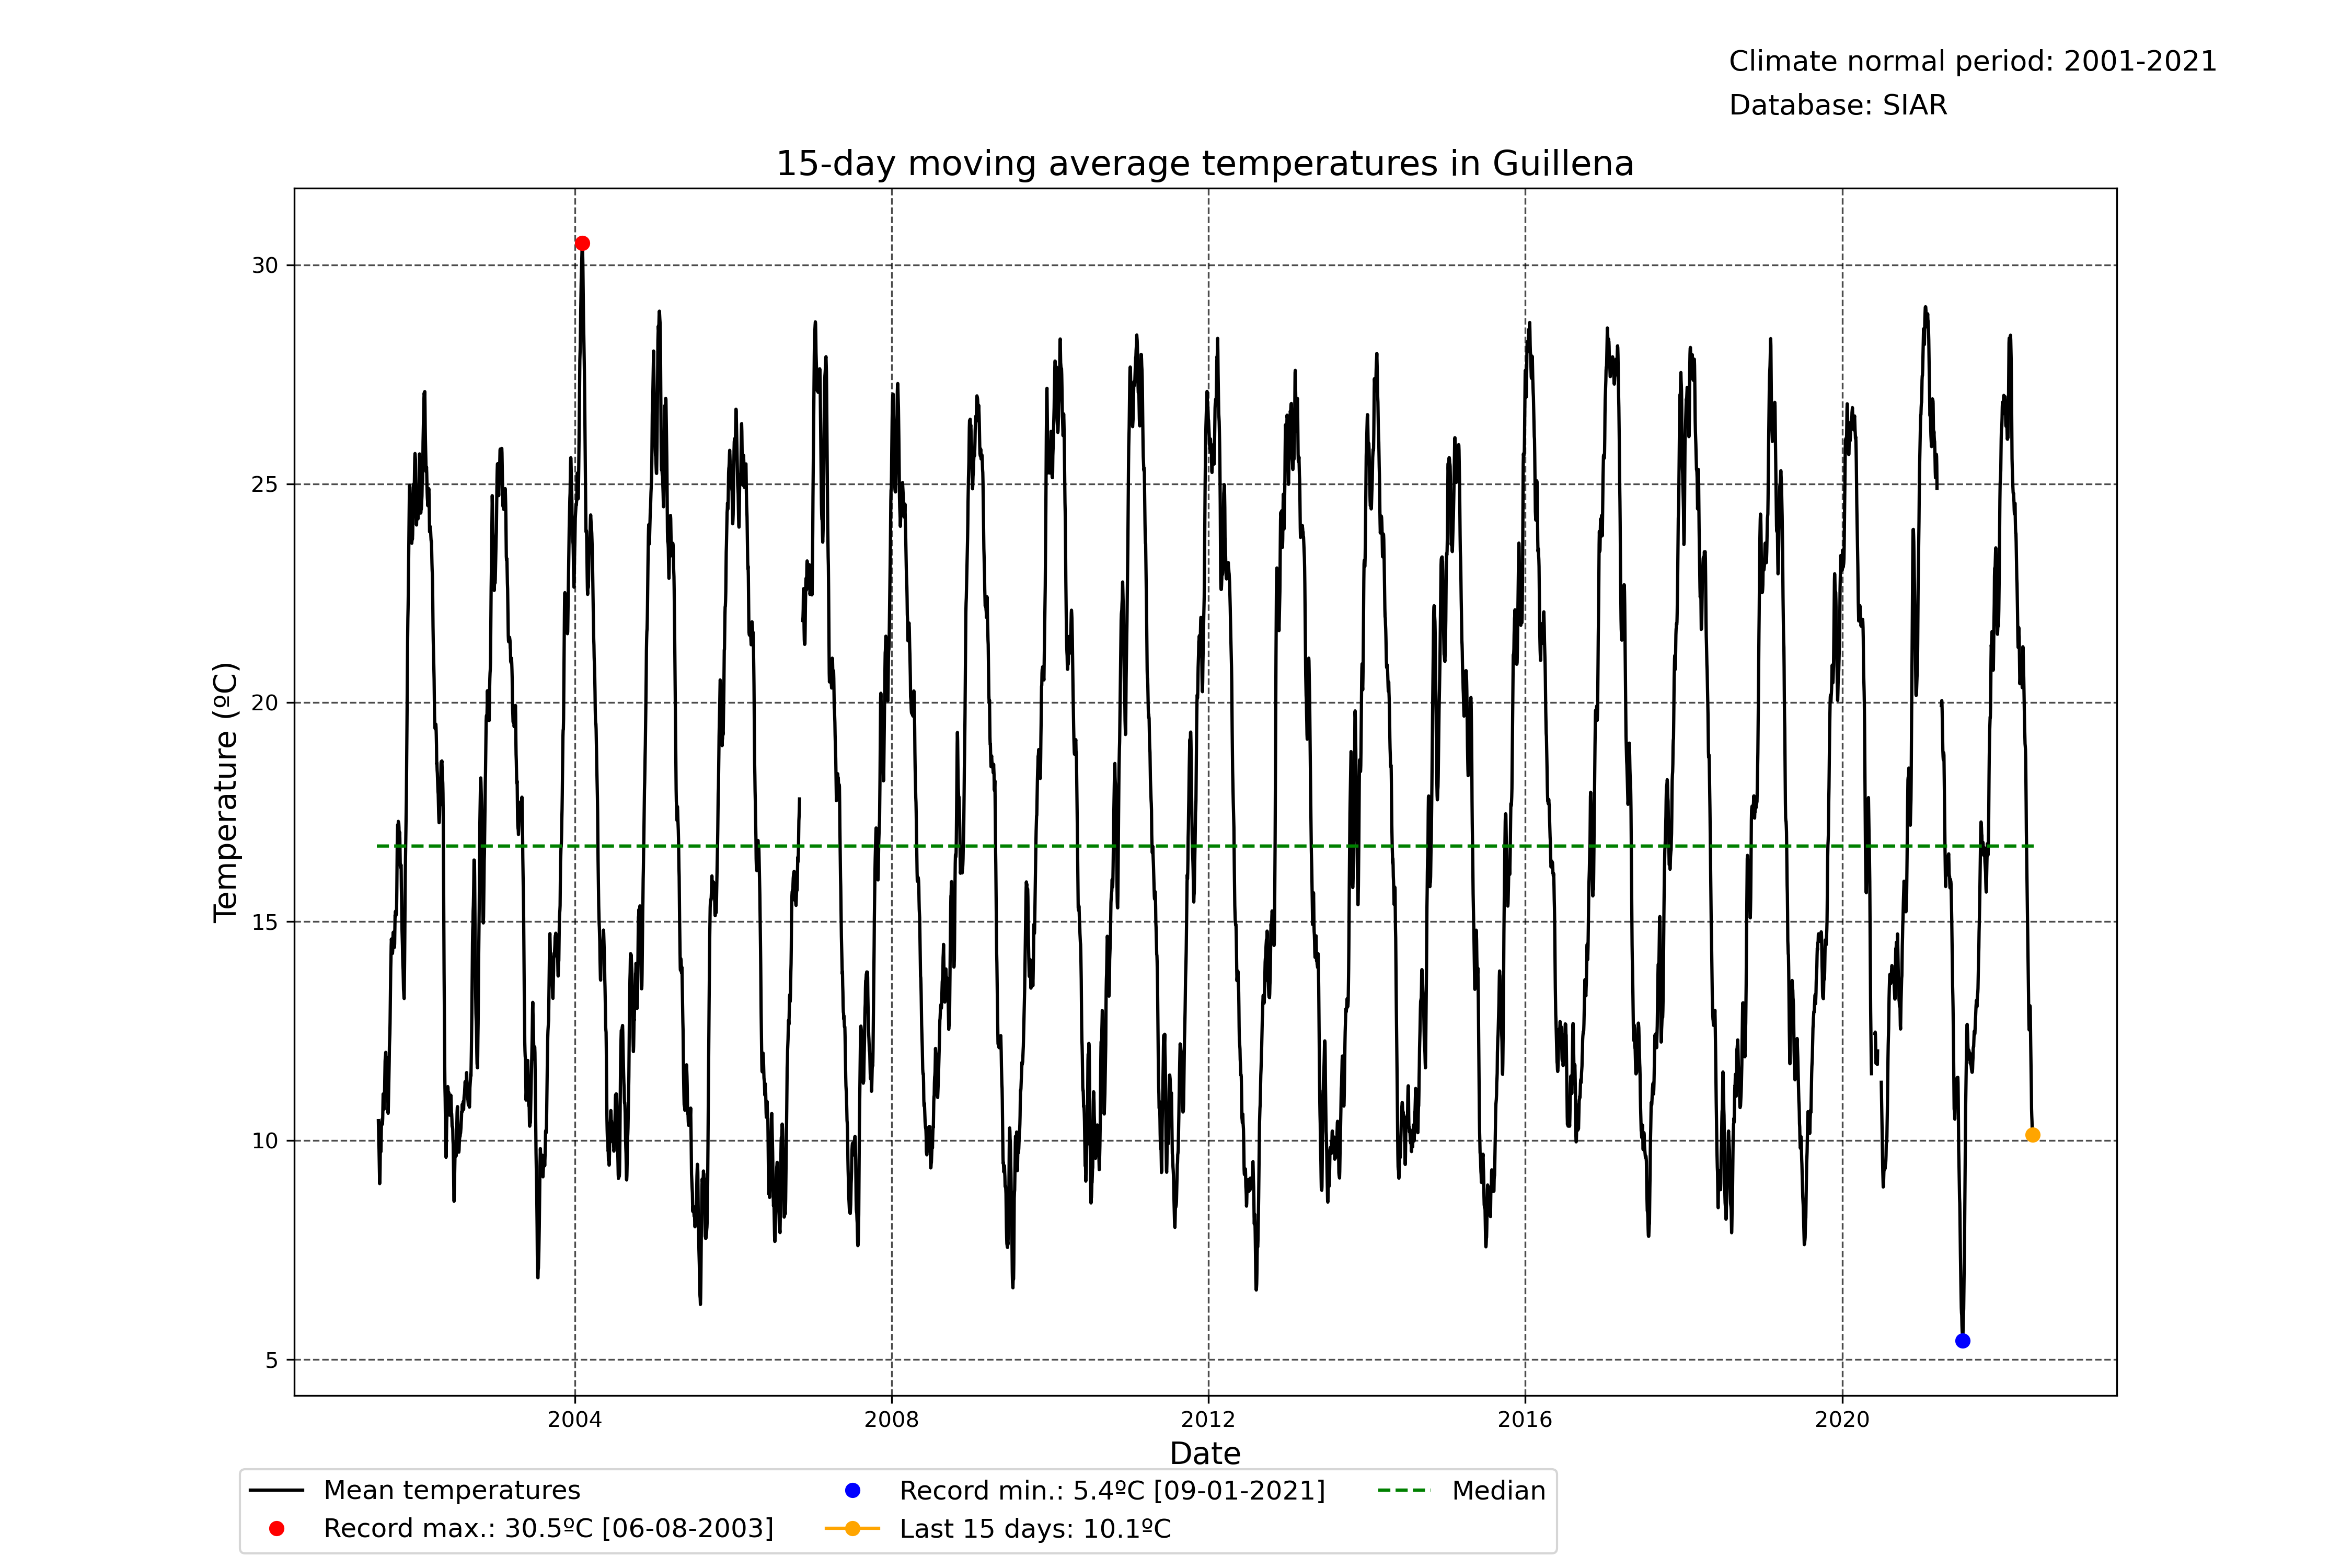 Climate normal period: 2001-2021
Database: SIAR
15-day moving average temperatures in Guillena
30
25
20
15
10
5
Temperature (ºC)
2004 2008 2012 2016 2020
Date
Mean temperatures
Record max.: 30.5ºC [06-08-2003]
Record min.: 5.4ºC [09-01-2021]
Last 15 days: 10.1ºC
Median